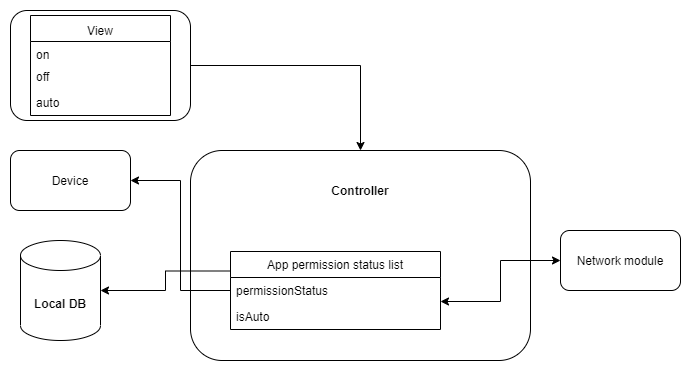 View
on
off
auto
Device
Controller
Local DB
App permission status list
permissionStatus
isAuto
Network module